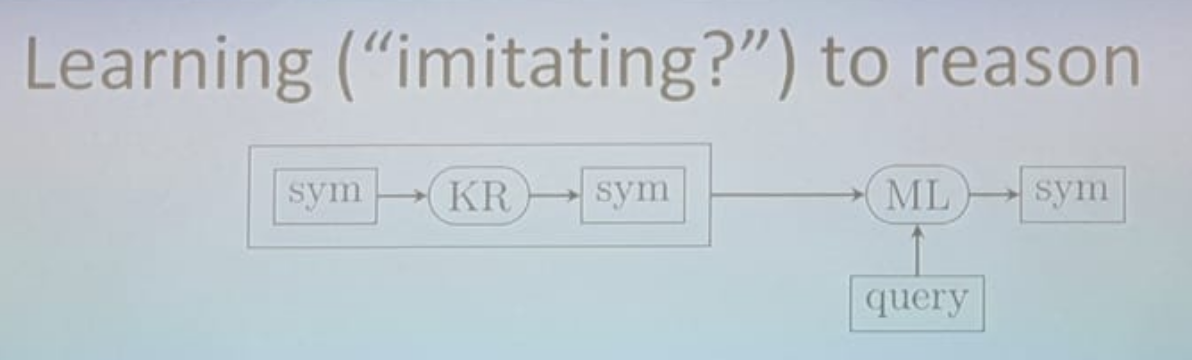 Learning (“imitating?”) to reason
sym KR sym ML sym
query